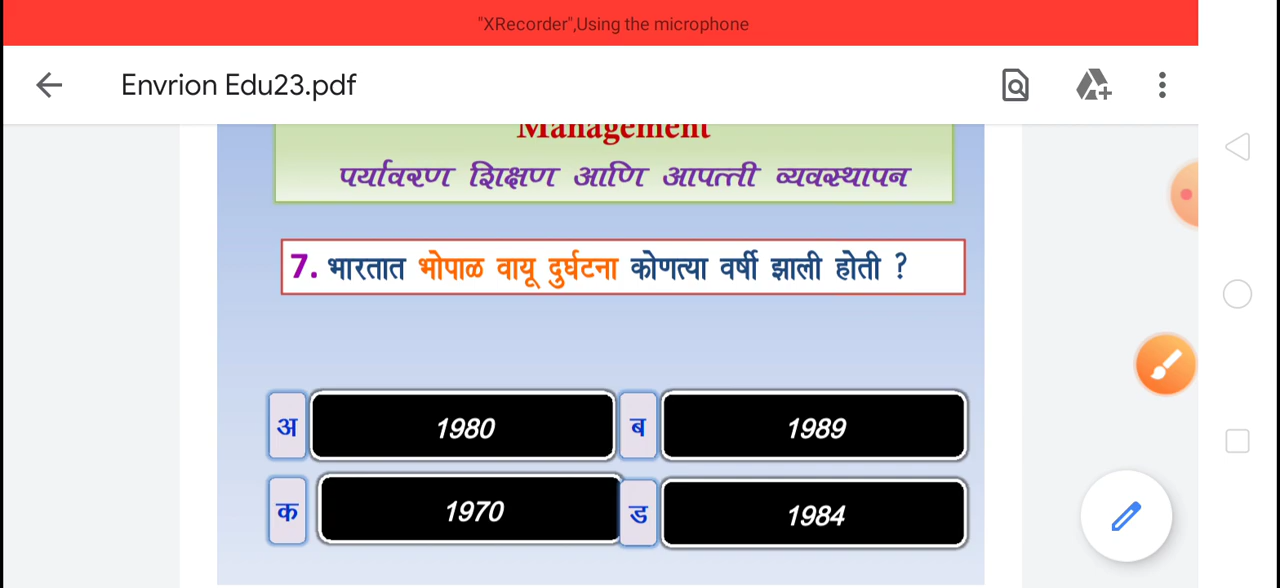 "XRecorder",Using the microphone
Envrion Edu23.pdf
Management
पर्यावरण शिक्षण आणि आपत्ती व्यवस्थापन
7. भारतात भोपाळ वायू दुर्घटना कोणत्या वर्षी झाली होती ?
अ 1980 ब 1989
क 1970 ड 1984